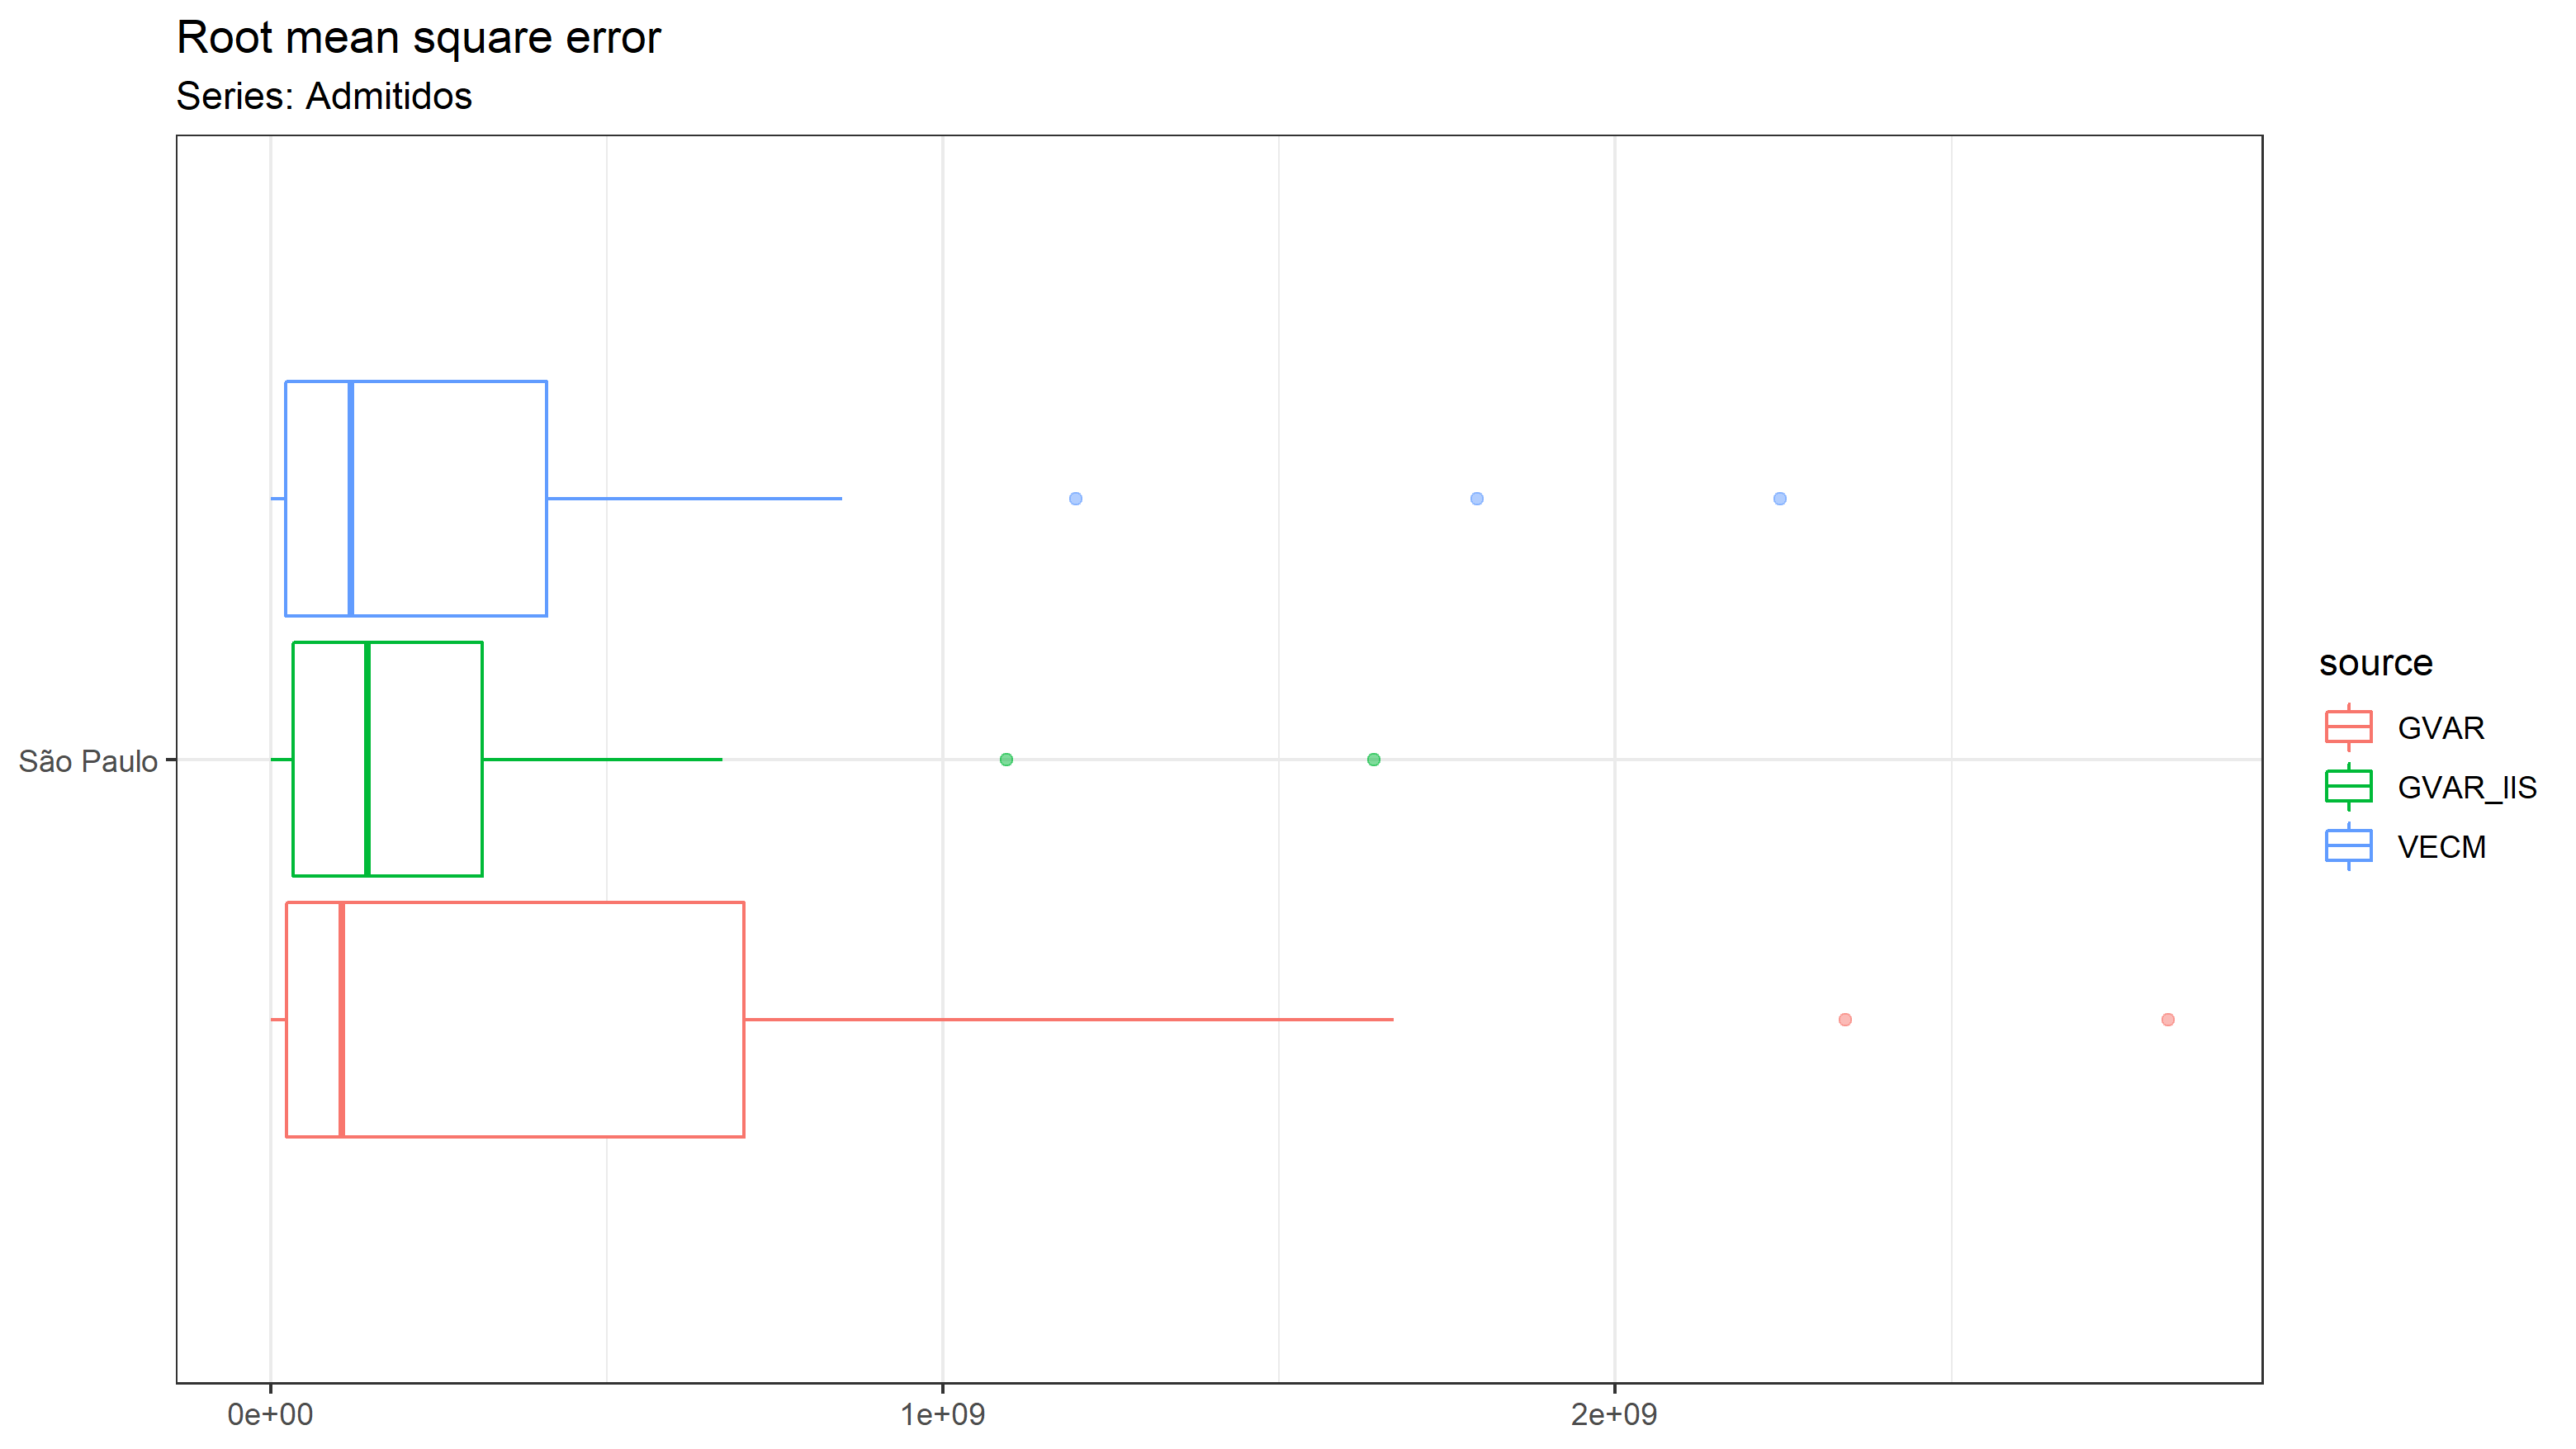 Root mean square error
Series: Admitidos
São Paulo
0e+00
1e+09
2e+09
source
GVAR
GVAR_IIS
VECM